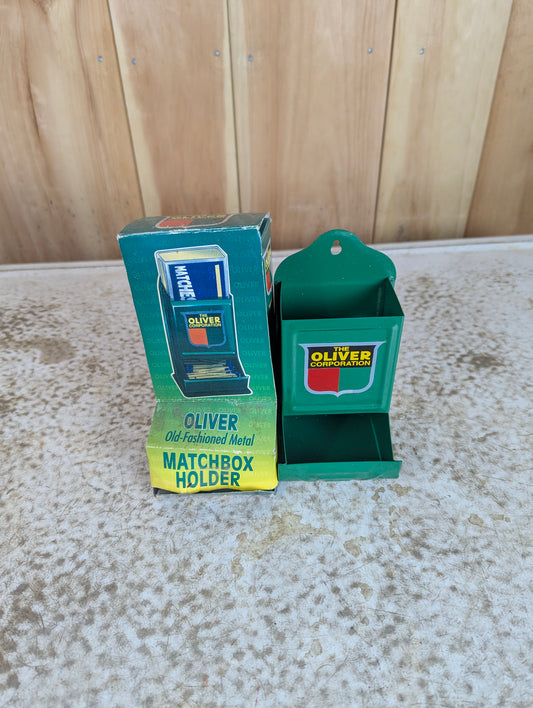 MATCHES
THE
OLIVER
CORPORATION
OLIVER
Old-Fashioned Metal
MATCHBOX
HOLDER
THE
OLIVER
CORPORATION